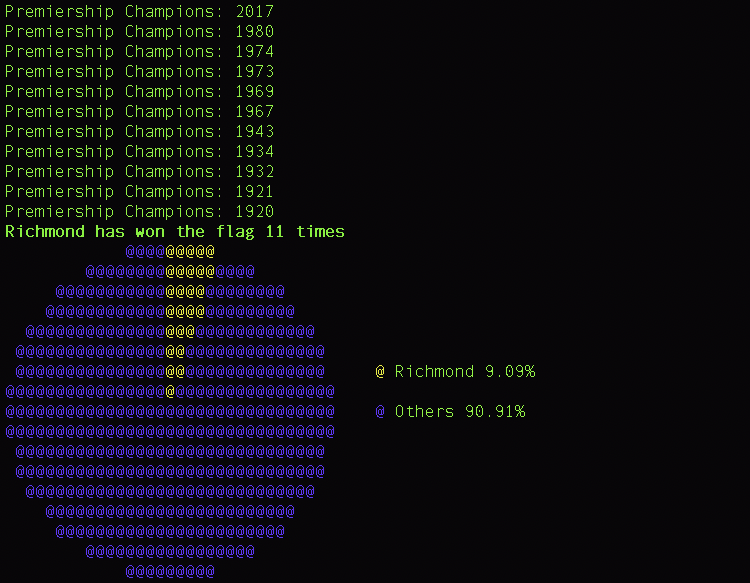 Premiership Champions: 2017
Premiership Champions: 1980
Premiership Champions: 1974
Premiership Champions: 1973
Premiership Champions: 1969
Premiership Champions: 1967
Premiership Champions: 1943
Premiership Champions: 1934
Premiership Champions: 1932
Premiership Champions: 1921
Premiership Champions: 1920
Richmond has won the flag 11 times
@@@@@@@@@
@@@@@@@@@@@@@@@@@
@@@@@@@@@@@@@@@@@@@@@@@
@@@@@@@@@@@@@@@@@@@@@@@@@
@@@@@@@@@@@@@@@@@@@@@@@@@@@@@
@@@@@@@@@@@@@@@@@@@@@@@@@@@@@@@
@@@@@@@@@@@@@@@@@@@@@@@@@@@@@@@ @ Richmond 9.09%
@@@@@@@@@@@@@@@@@@@@@@@@@@@@@@@@@
@@@@@@@@@@@@@@@@@@@@@@@@@@@@@@@@@ @ Others 90.91%
@@@@@@@@@@@@@@@@@@@@@@@@@@@@@@@@@
@@@@@@@@@@@@@@@@@@@@@@@@@@@@@@@
@@@@@@@@@@@@@@@@@@@@@@@@@@@@@@@
@@@@@@@@@@@@@@@@@@@@@@@@@@@@@
@@@@@@@@@@@@@@@@@@@@@@@@@
@@@@@@@@@@@@@@@@@@@@@@@
@@@@@@@@@@@@@@@@@
@@@@@@@@@